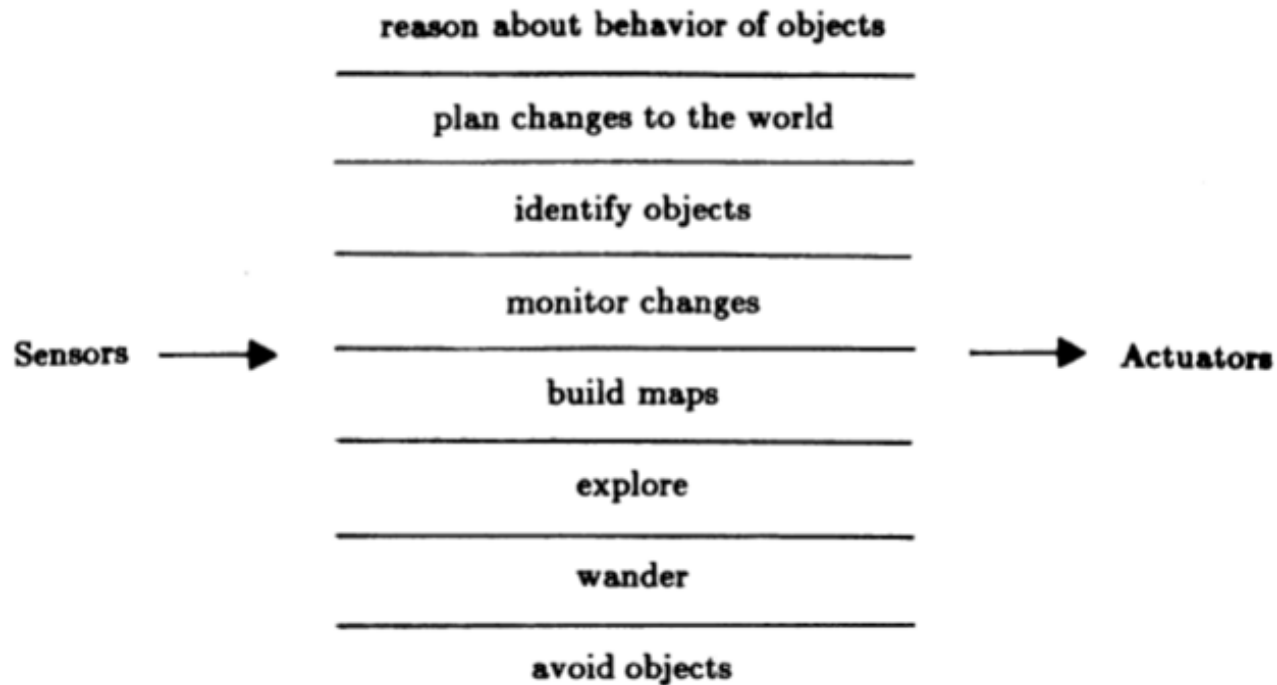 reason about behavior of objects
plan changes to the world
identify objects
monitor changes
Sensors
Actuators
build maps
explore
wander
avoid objects